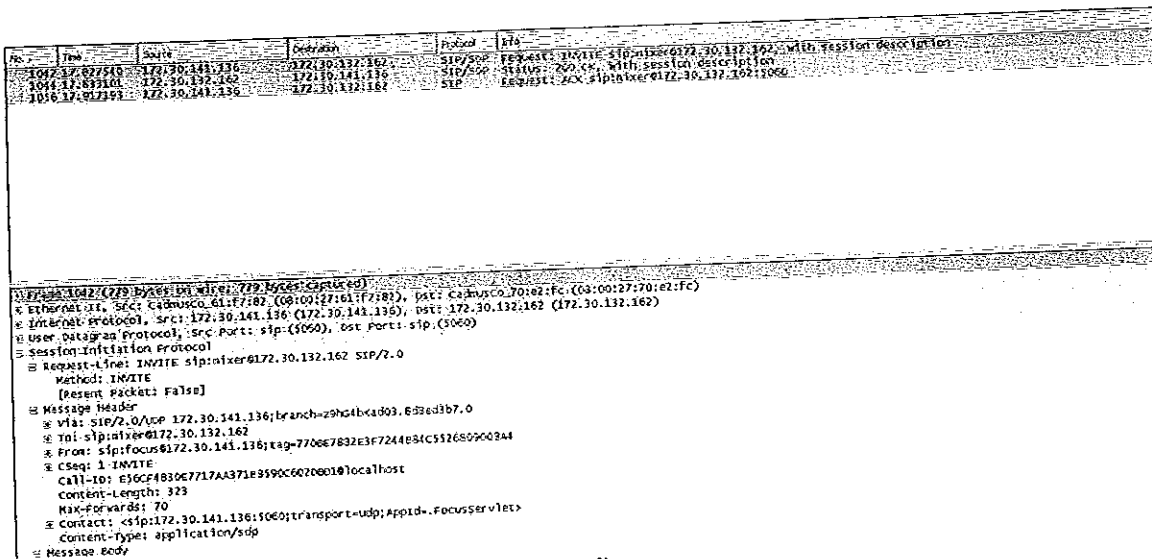 No. . Time Source Destination Protocol Info
1042 17.827540 172.30.141.136 172.30.132.162 SIP/SDP Request: INVITE sip:mixer@172.30.132.162, with session description
1044 17.833101 172.30.132.162 172.30.141.136 SIP/SDP Status: 200 OK, with session description
1056 17.917193 172.30.141.136 172.30.132.162 SIP Request: ACK sip:mixer@172.30.132.162:5060
Frame 1042 (779 bytes on wire, 779 bytes captured)
Ethernet II, Src: CadmusCo_61:f7:82 (08:00:27:61:f7:82), Dst: CadmusCo_70:e2:fc (08:00:27:70:e2:fc)
Internet Protocol, Src: 172.30.141.136 (172.30.141.136), Dst: 172.30.132.162 (172.30.132.162)
User Datagram Protocol, Src Port: sip (5060), Dst Port: sip (5060)
Session Initiation Protocol
Request-Line: INVITE sip:mixer@172.30.132.162 SIP/2.0
Method: INVITE
[Resent Packet: False]
Message Header
Via: SIP/2.0/UDP 172.30.141.136;branch=
To: sip:mixer@172.30.132.162
From: sip:focus@172.30.141.136;tag=
CSeq: 1 INVITE
Call-ID: @localhost
Content-Length: 323
Max-Forwards: 70
Contact: <sip:172.30.141.136:5060;transport=udp;AppId=.FocusServlet>
Content-Type: application/sdp
Message Body